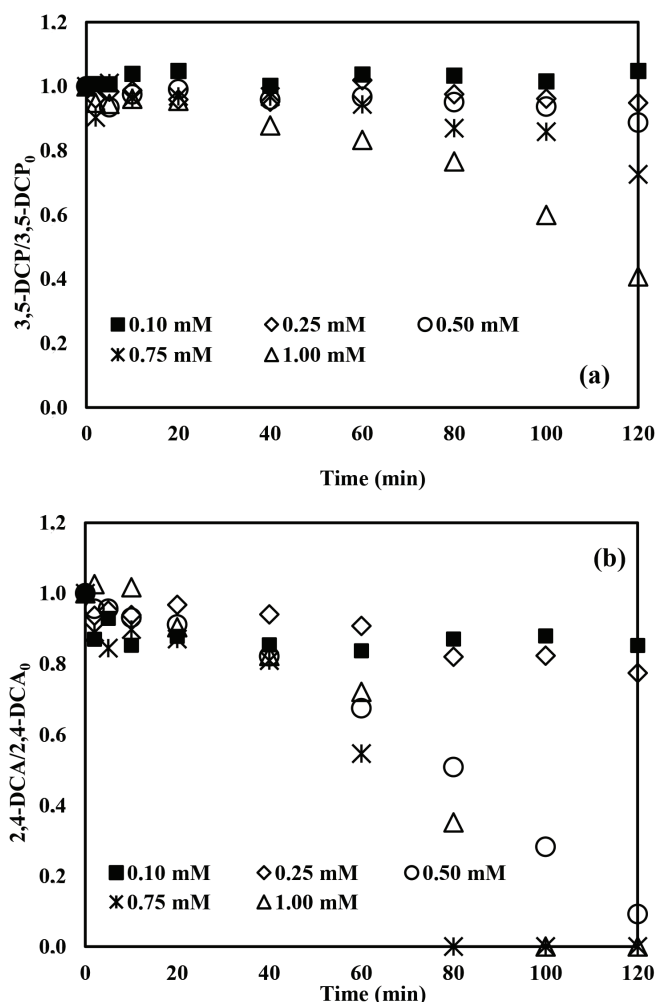 1.2
1.0
0.8
0.6
0.4
0.2
0.0
3,5-DCP/3,5-DCP0
0.10 mM 0.25 mM 0.50 mM
0.75 mM 1.00 mM
(a)
0 20 40 60 80 100 120
Time (min)
1.2
1.0
0.8
0.6
0.4
0.2
0.0
2,4-DCA/2,4-DCA0
(b)
0.10 mM 0.25 mM 0.50 mM
0.75 mM 1.00 mM
0 20 40 60 80 100 120
Time (min)